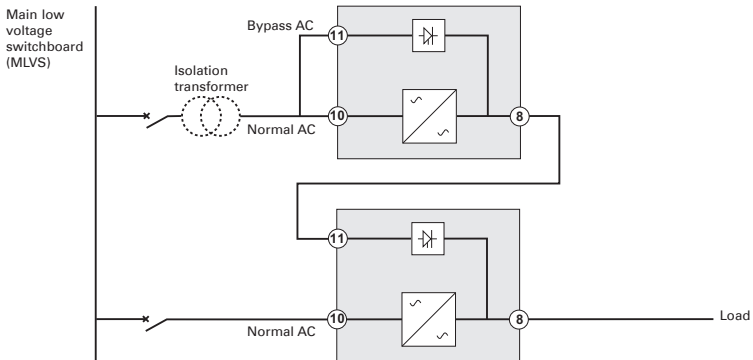 Main low
voltage
switchboard
(MLVS)
Bypass AC
11
Isolation
transformer
10
Normal AC
8
11
10
Normal AC
8
Load